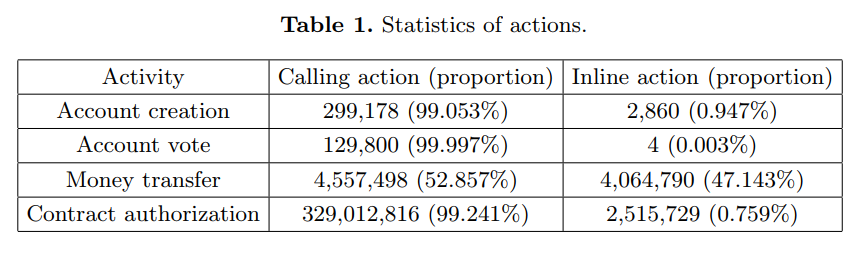 Table 1. Statistics of actions.
Activity Calling action (proportion) Inline action (proportion)
Account creation 299,178 (99.053%) 2,860 (0.947%)
Account vote 129,800 (99.997%) 4 (0.003%)
Money transfer 4,557,498 (52.857%) 4,064,790 (47.143%)
Contract authorization 329,012,816 (99.241%) 2,515,729 (0.759%)